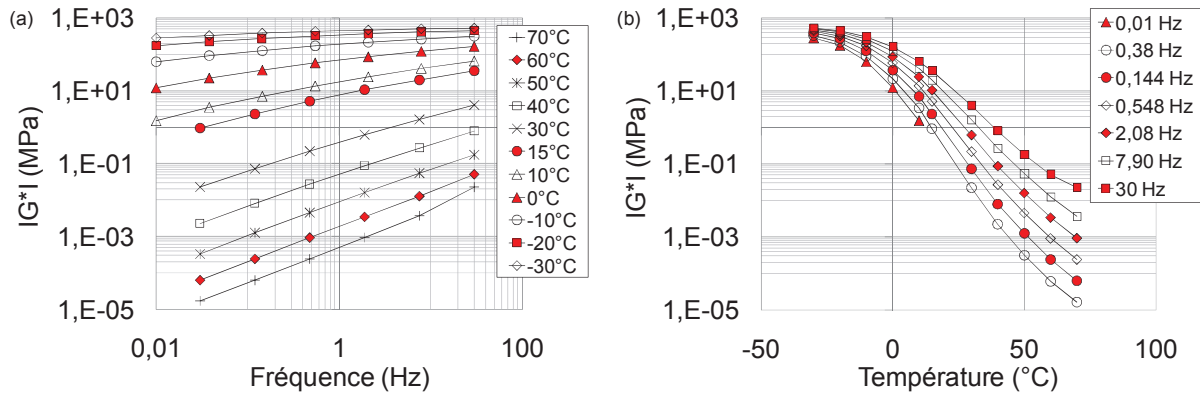 (a)
1,E+03
1,E+01
1,E-01
1,E-03
1,E-05
IG*I (MPa)
0,01
1
100
Fréquence (Hz)
70°C
60°C
50°C
40°C
30°C
15°C
10°C
0°C
-10°C
-20°C
-30°C
(b)
1,E+03
1,E+01
1,E-01
1,E-03
1,E-05
IG*I (MPa)
-50
0
50
100
Température (°C)
0,01 Hz
0,38 Hz
0,144 Hz
0,548 Hz
2,08 Hz
7,90 Hz
30 Hz